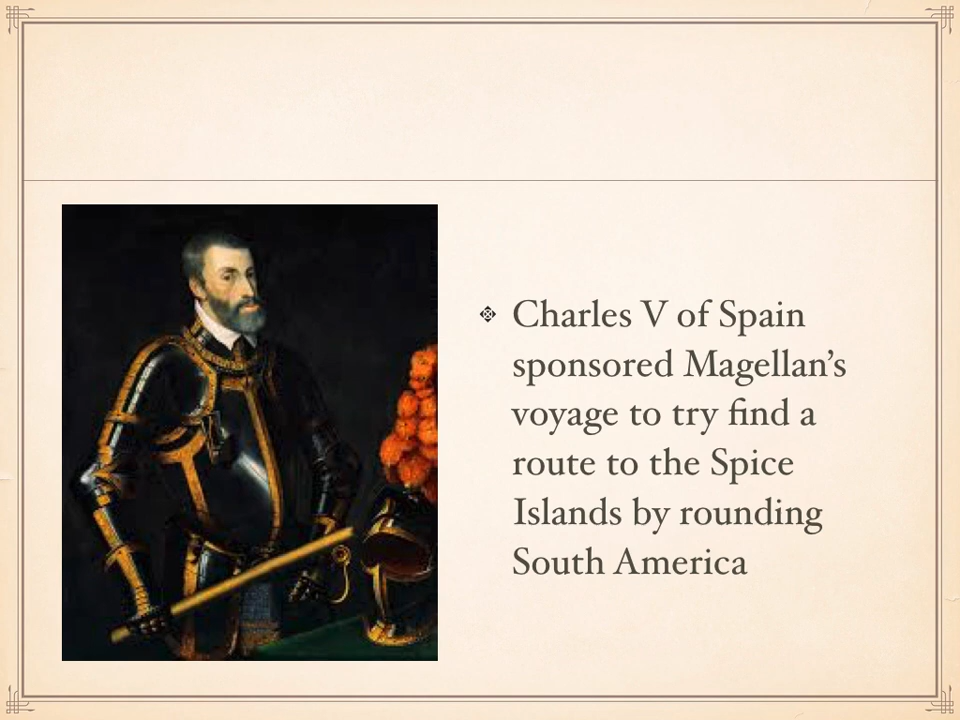 Charles V of Spain
sponsored Magellan’s
voyage to try find a
route to the Spice
Islands by rounding
South America